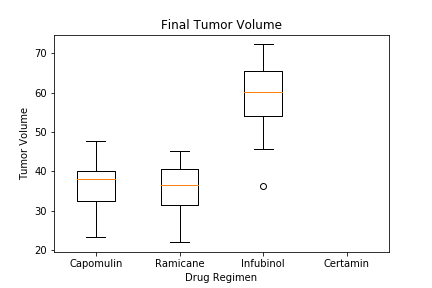 Final Tumor Volume
Tumor Volume
70
60
50
40
30
20
Capomulin Ramicane Infubinol Certamin
Drug Regimen